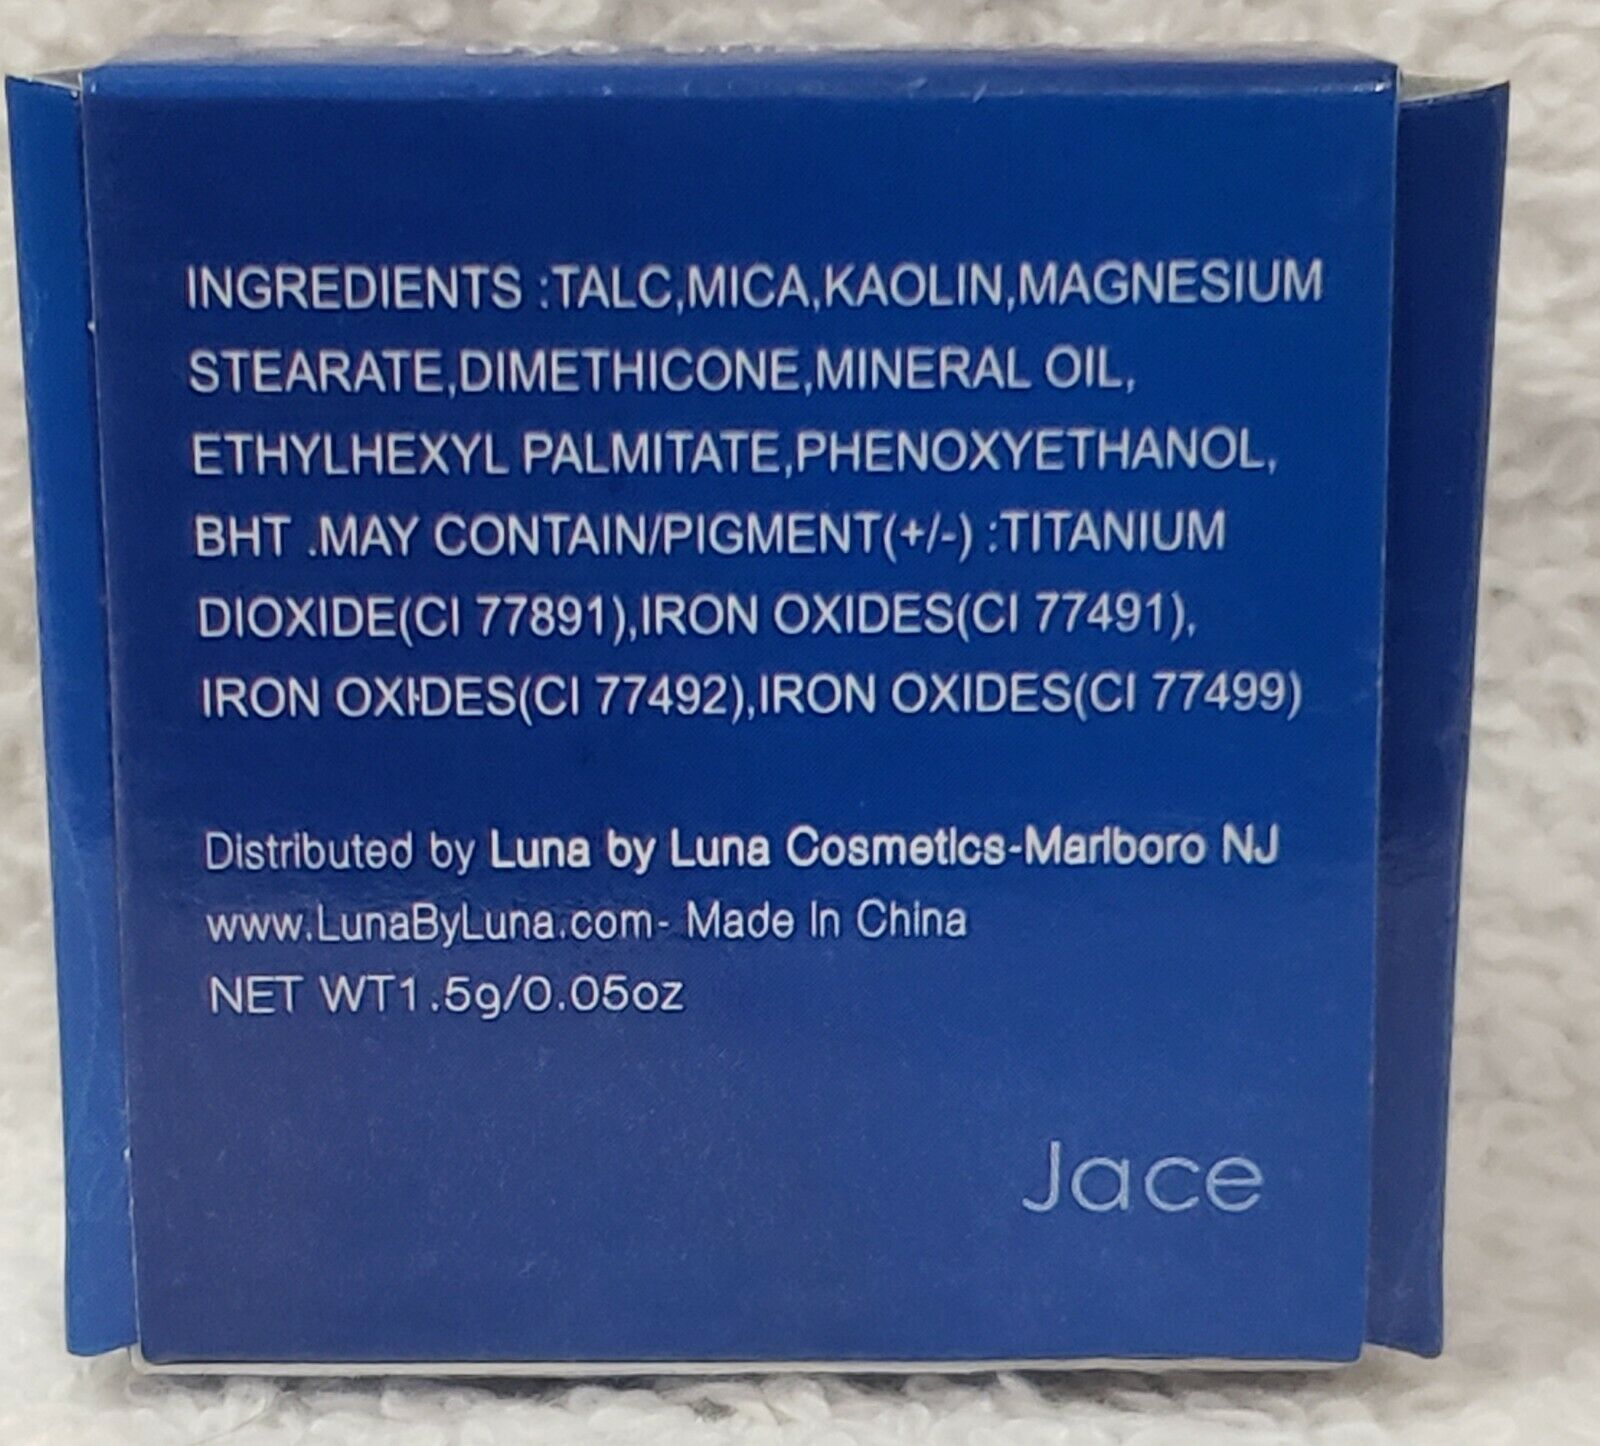 INGREDIENTS :TALC,MICA,KAOLIN,MAGNESIUM
STEARATE,DIMETHICONE,MINERAL OIL,
ETHYLHEXYL PALMITATE,PHENOXYETHANOL,
BHT .MAY CONTAIN/PIGMENT(+/-) :TITANIUM
DIOXIDE(CI 77891),IRON OXIDES(CI 77491),
IRON OXIDES(CI 77492),IRON OXIDES(CI 77499)
Distributed by Luna by Luna Cosmetics-Marlboro NJ
www.LunaByLuna.com- Made In China
NET WT1.5g/0.05oz
Jace